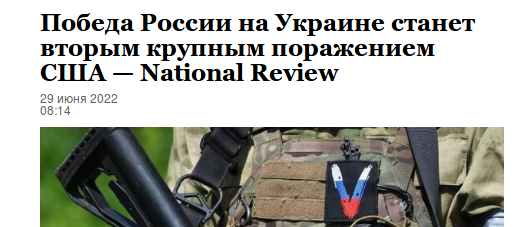 Победа России на Украине станет
вторым крупным поражением
США — National Review
29 июня 2022
08:14
V